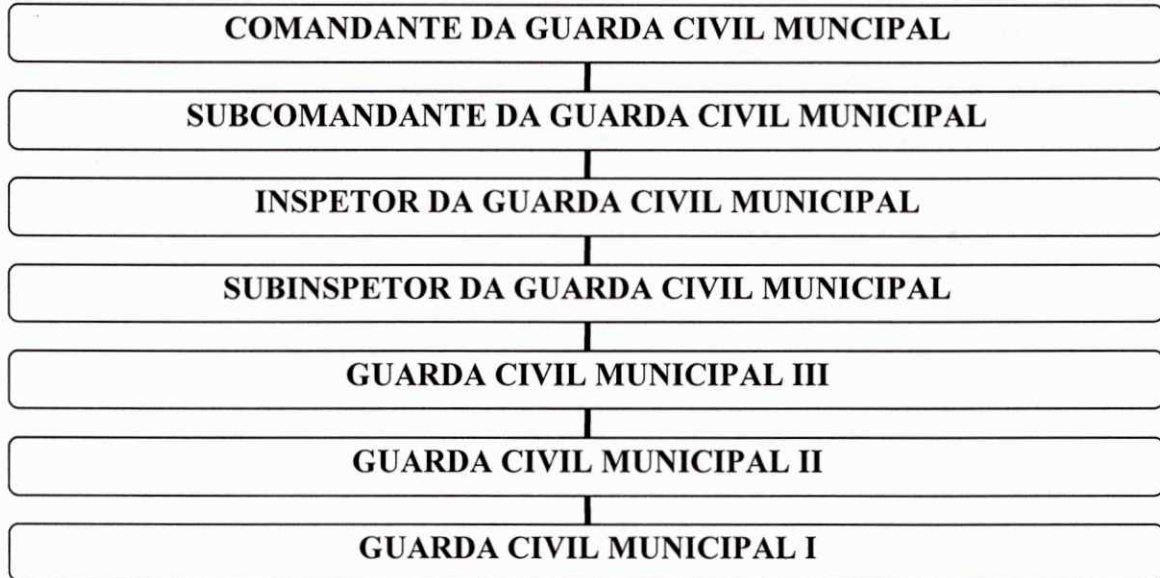 COMANDANTE DA GUARDA CIVIL MUNCIPAL
SUBCOMANDANTE DA GUARDA CIVIL MUNICIPAL
INSPETOR DA GUARDA CIVIL MUNICIPAL
SUBINSPETOR DA GUARDA CIVIL MUNICIPAL
GUARDA CIVIL MUNICIPAL III
GUARDA CIVIL MUNICIPAL II
GUARDA CIVIL MUNICIPAL I